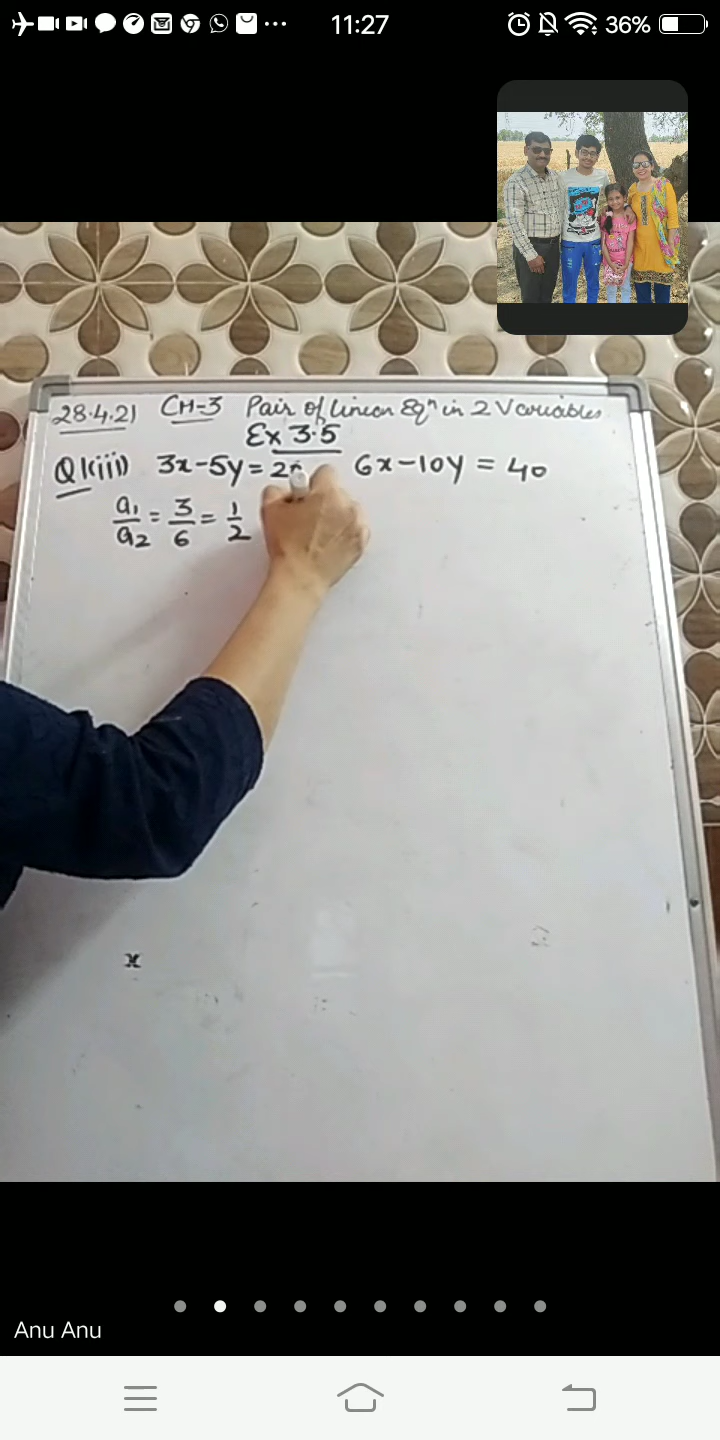 11:27
36%
28.4.21 CH-3 Pair of linear Eqⁿ in 2 Variables
Ex 3.5
Q1(iii) 3x-5y = 2 6x-10y = 40
a₁/a₂ = 3/6 = 1/2
x
Anu Anu